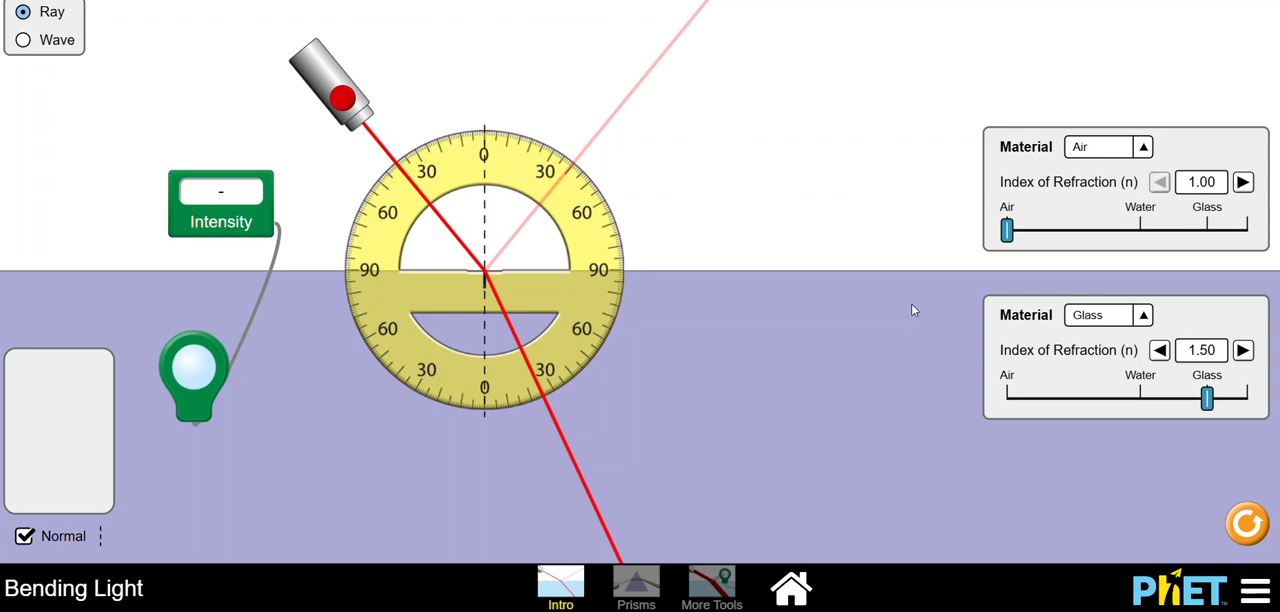 Ray
Wave
-
Intensity
0
30 30
60 60
90 90
60 60
30 30
0
Material Air ▲
Index of Refraction (n) ◀ 1.00 ▶
Air Water Glass
Material Glass ▲
Index of Refraction (n) ◀ 1.50 ▶
Air Water Glass
Normal
Bending Light
Intro
Prisms
More Tools
PhET